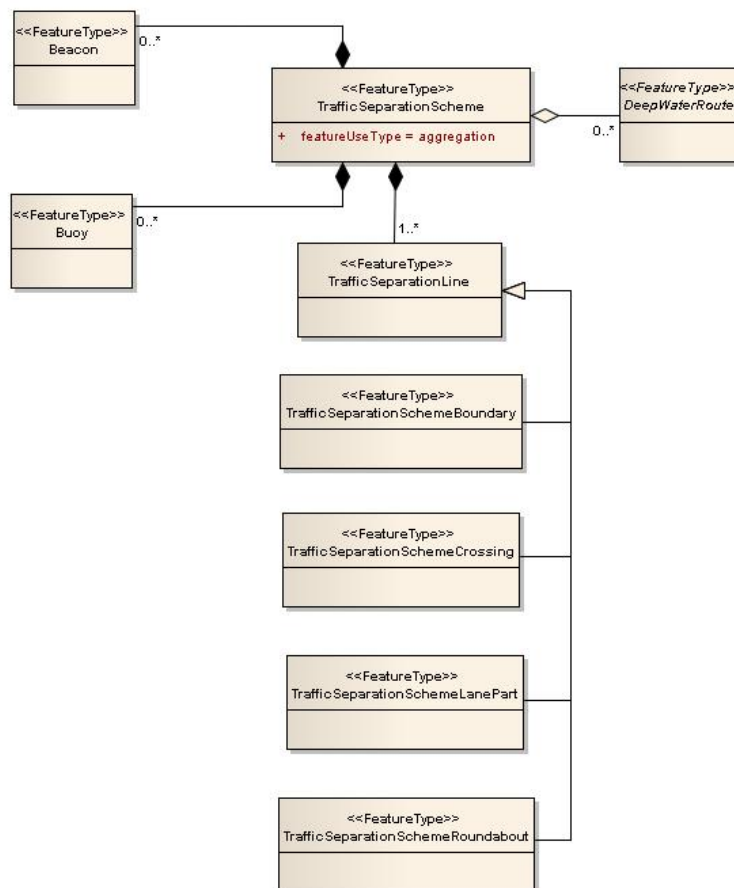 <<FeatureType>>
Beacon
0..*
<<FeatureType>>
TrafficSeparationScheme
+ featureUseType = aggregation
<<FeatureType>>
DeepWaterRoute
0..*
<<FeatureType>>
Buoy
0..*
1..*
<<FeatureType>>
TrafficSeparationLine
<<FeatureType>>
TrafficSeparationSchemeBoundary
<<FeatureType>>
TrafficSeparationSchemeCrossing
<<FeatureType>>
TrafficSeparationSchemeLanePart
<<FeatureType>>
TrafficSeparationSchemeRoundabout